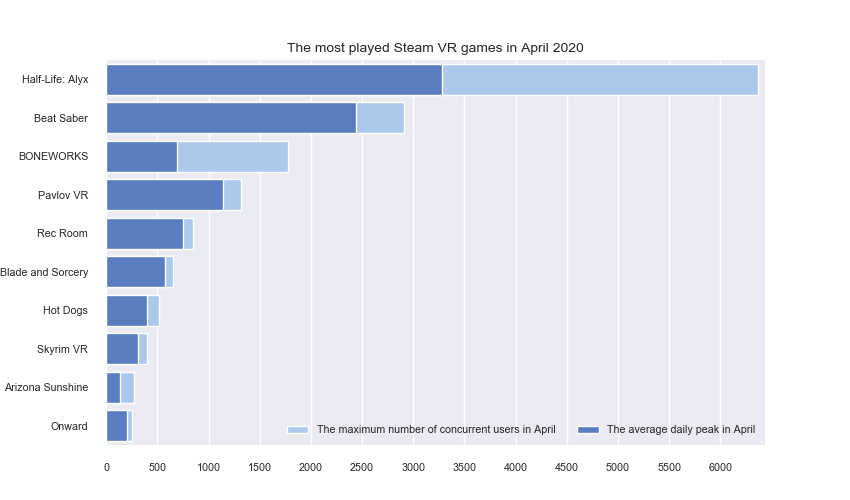 The most played Steam VR games in April 2020
Half-Life: Alyx
Beat Saber
BONEWORKS
Pavlov VR
Rec Room
Blade and Sorcery
Hot Dogs
Skyrim VR
Arizona Sunshine
Onward
The maximum number of concurrent users in April
The average daily peak in April
0 500 1000 1500 2000 2500 3000 3500 4000 4500 5000 5500 6000